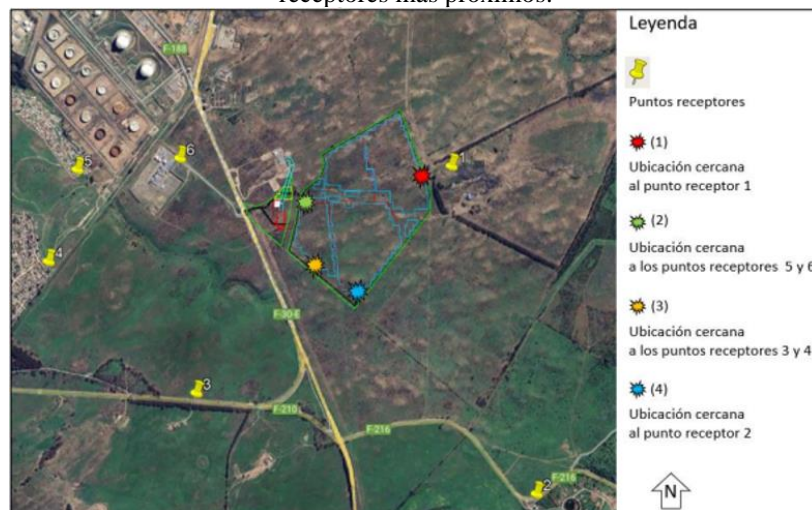 receptores más próximos.
Leyenda
Puntos receptores
(1)
Ubicación cercana
al punto receptor 1
(2)
Ubicación cercana
a los puntos receptores 5 y 6
(3)
Ubicación cercana
a los puntos receptores 3 y 4
(4)
Ubicación cercana
al punto receptor 2
N
F-188
6
1
5
4
F-30-E
3
F-210
F-216
F-216
2